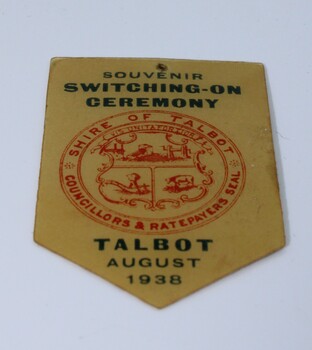 SOUVENIR
SWITCHING-ON
CEREMONY
SHIRE OF TALBOT
COUNCILLORS & RATEPAYERS SEAL
TALBOT
AUGUST
1938